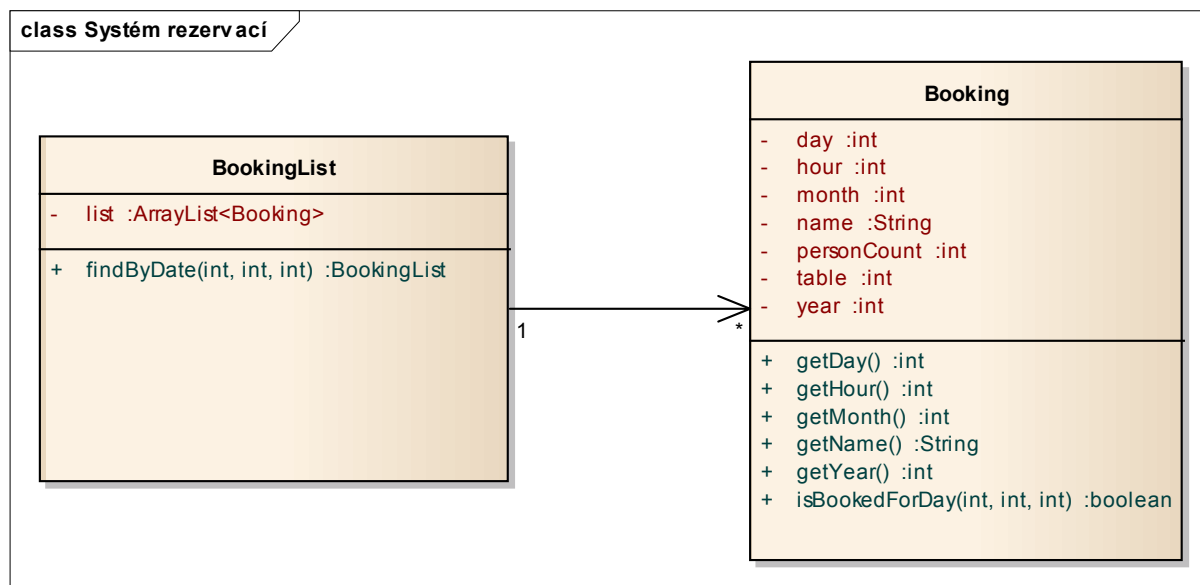 class Systém rezervací
BookingList
- list :ArrayList<Booking>
+ findByDate(int, int, int) :BookingList
1
*
Booking
- day :int
- hour :int
- month :int
- name :String
- personCount :int
- table :int
- year :int
+ getDay() :int
+ getHour() :int
+ getMonth() :int
+ getName() :String
+ getYear() :int
+ isBookedForDay(int, int, int) :boolean